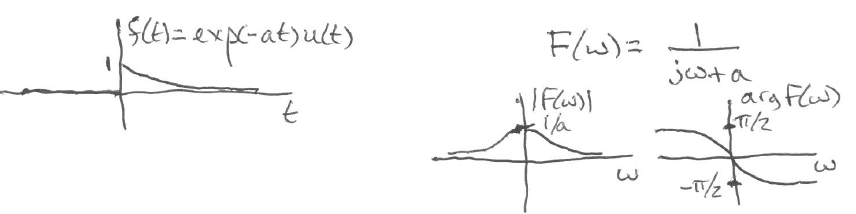 f(t) = exp(-at) u(t)
1
t
F(ω) = 1 / (jω+a)
|F(ω)|
1/a
ω
arg F(ω)
π/2
ω
-π/2